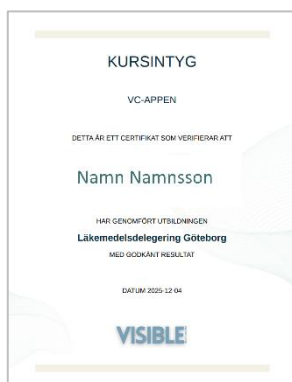 KURSINTYG
VC-APPEN
DETTA ÄR ETT CERTIFIKAT SOM VERIFIERAR ATT
Namn Namnsson
HAR GENOMFÖRT UTBILDNINGEN
Läkemedelsdelegering Göteborg
MED GODKÄNT RESULTAT
DATUM 2025-12-04
VISIBLE